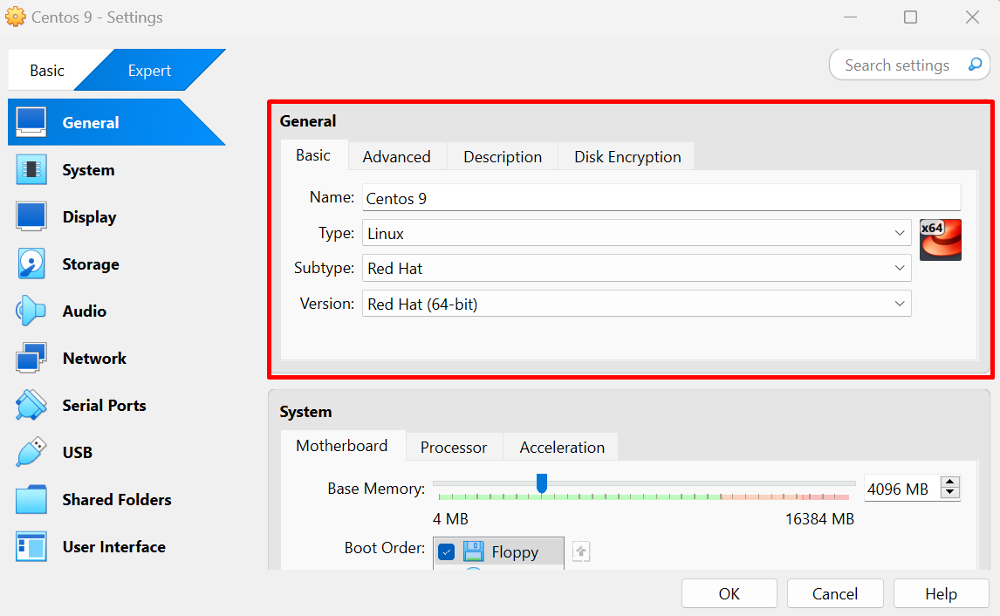 Centos 9 - Settings
Basic
Expert
Search settings
General
System
Display
Storage
Audio
Network
Serial Ports
USB
Shared Folders
User Interface
General
Basic Advanced Description Disk Encryption
Name: Centos 9
Type: Linux
x64
Subtype: Red Hat
Version: Red Hat (64-bit)
System
Motherboard Processor Acceleration
Base Memory: 4096 MB
4 MB 16384 MB
Boot Order: Floppy
OK Cancel Help